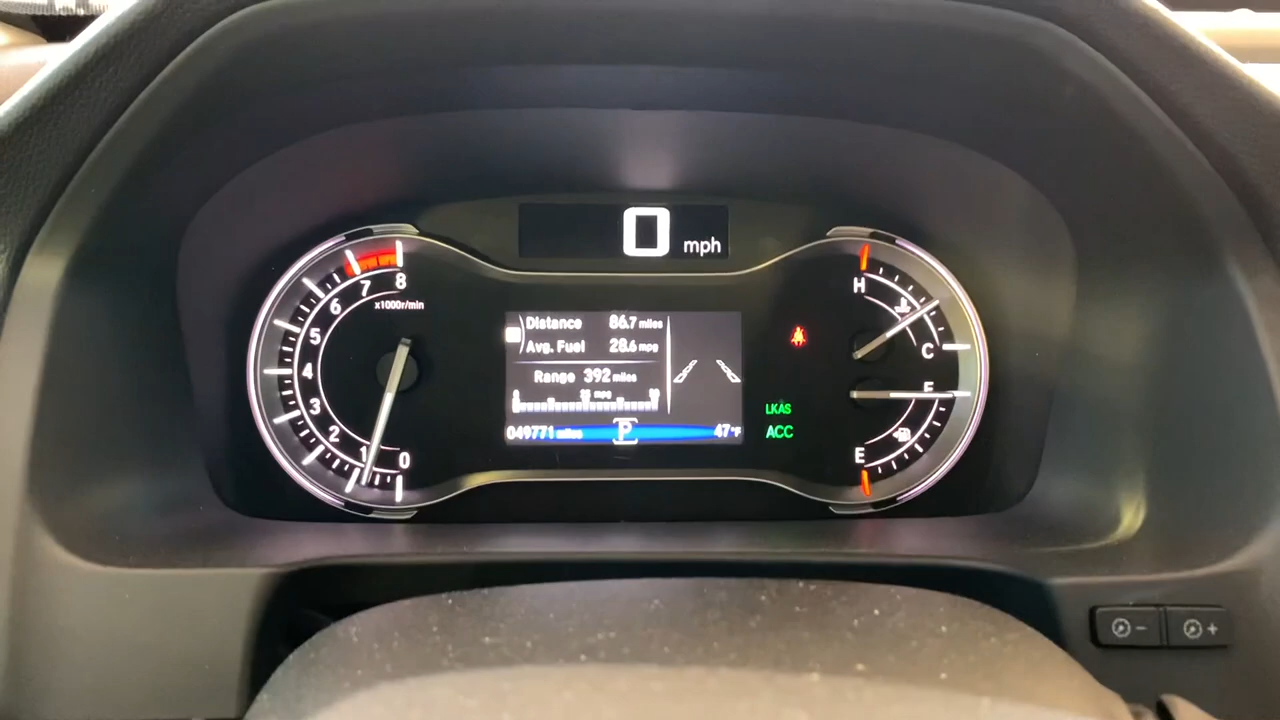 0 mph
8
7
6
5
4
3
2
1
0
x1000r/min
Distance 86.7 miles
Avg. Fuel 28.6 mpg
Range 392 miles
049771 miles P 47°F
LKAS
ACC
H
C
F
E